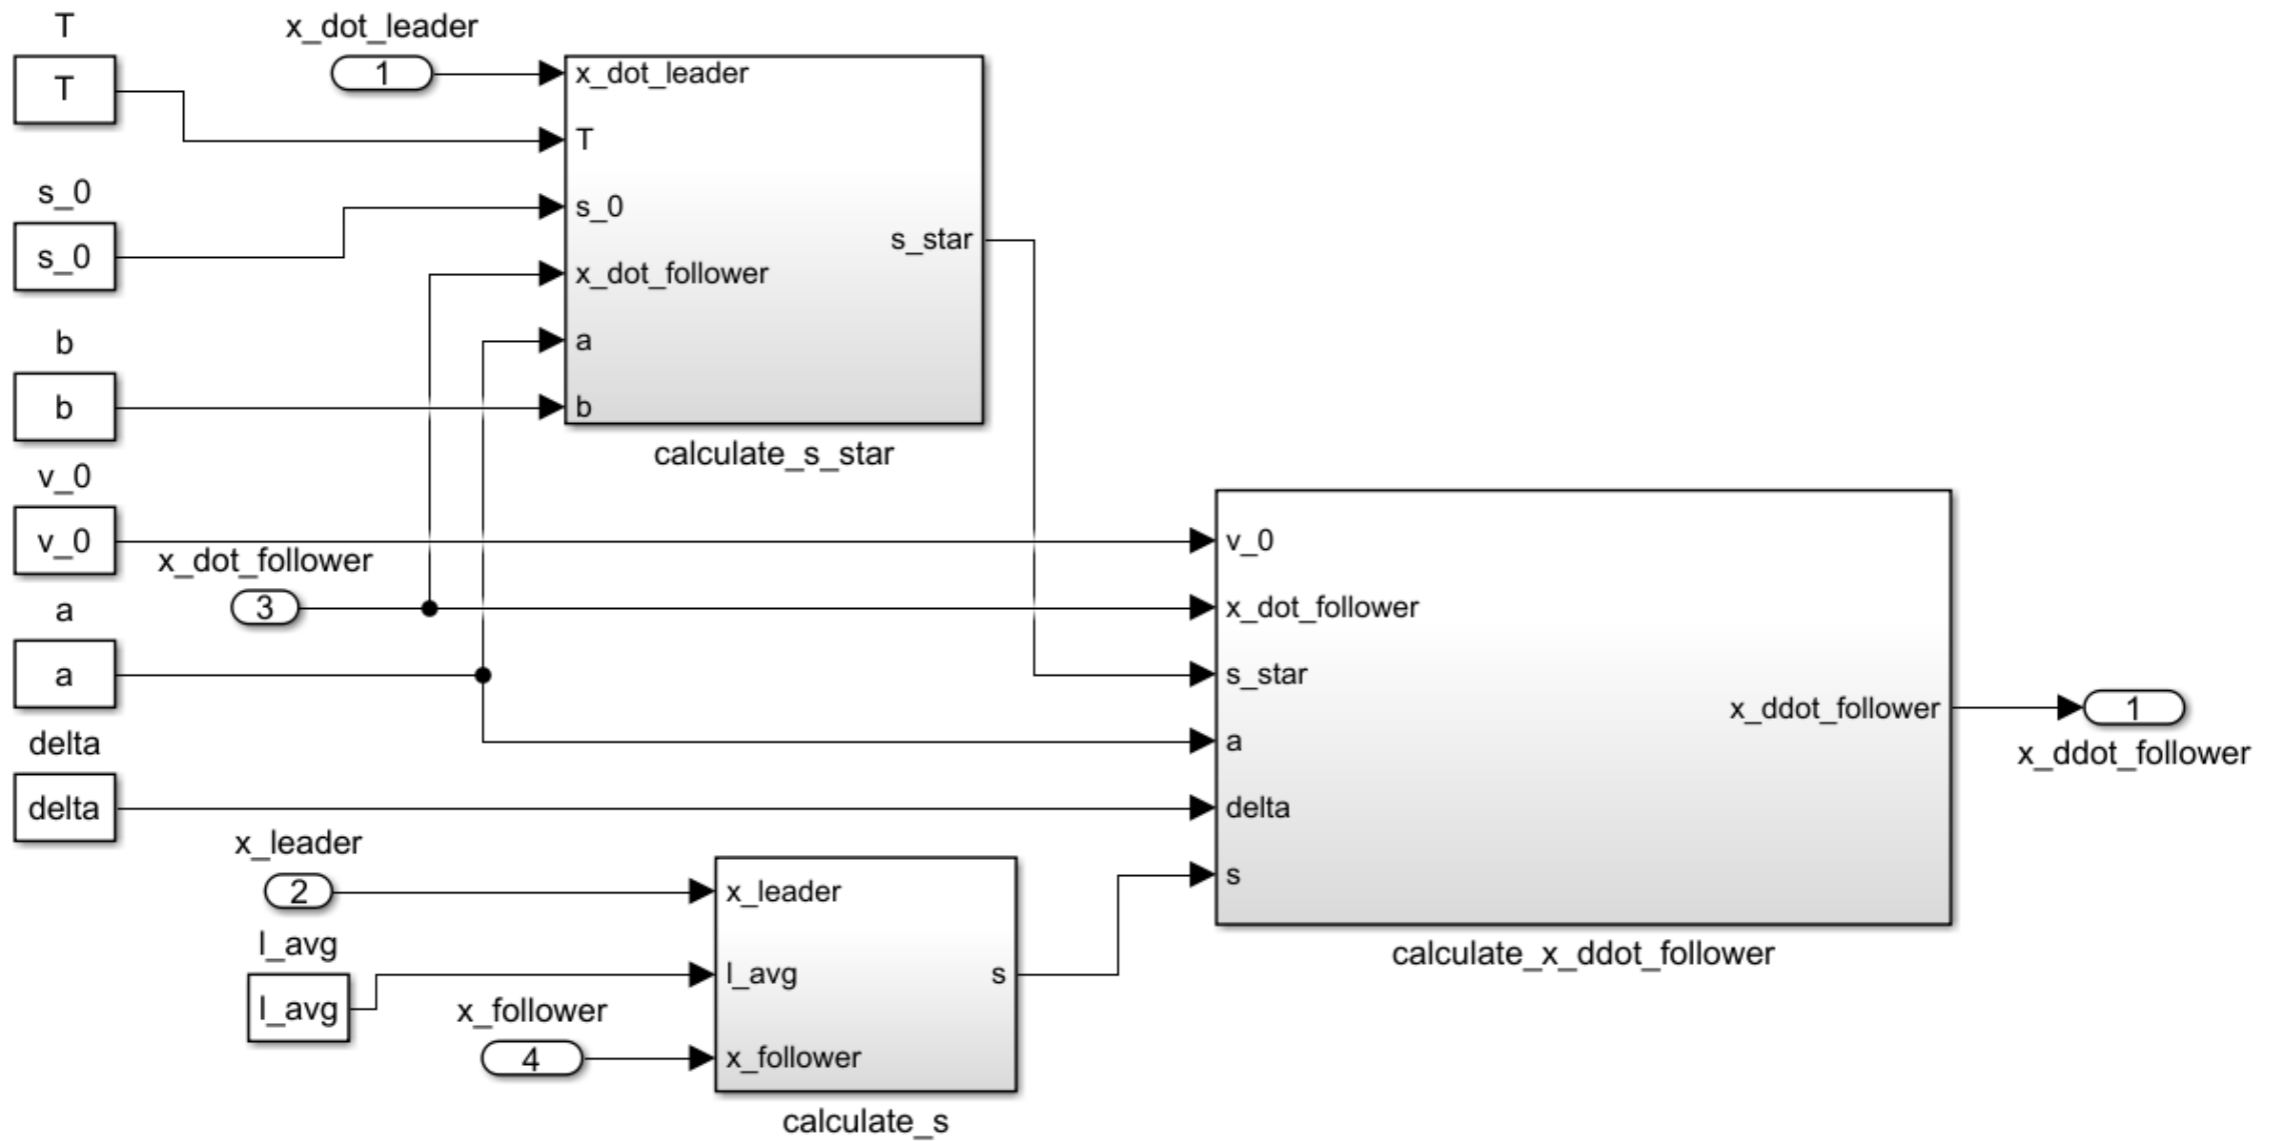 T
T
x_dot_leader
1
x_dot_leader
T
s_0
x_dot_follower
a
b
s_star
calculate_s_star
s_0
s_0
b
b
v_0
v_0
x_dot_follower
3
a
a
delta
delta
v_0
x_dot_follower
s_star
a
delta
s
x_ddot_follower
calculate_x_ddot_follower
1
x_ddot_follower
x_leader
2
l_avg
l_avg
x_follower
4
x_leader
l_avg
x_follower
s
calculate_s